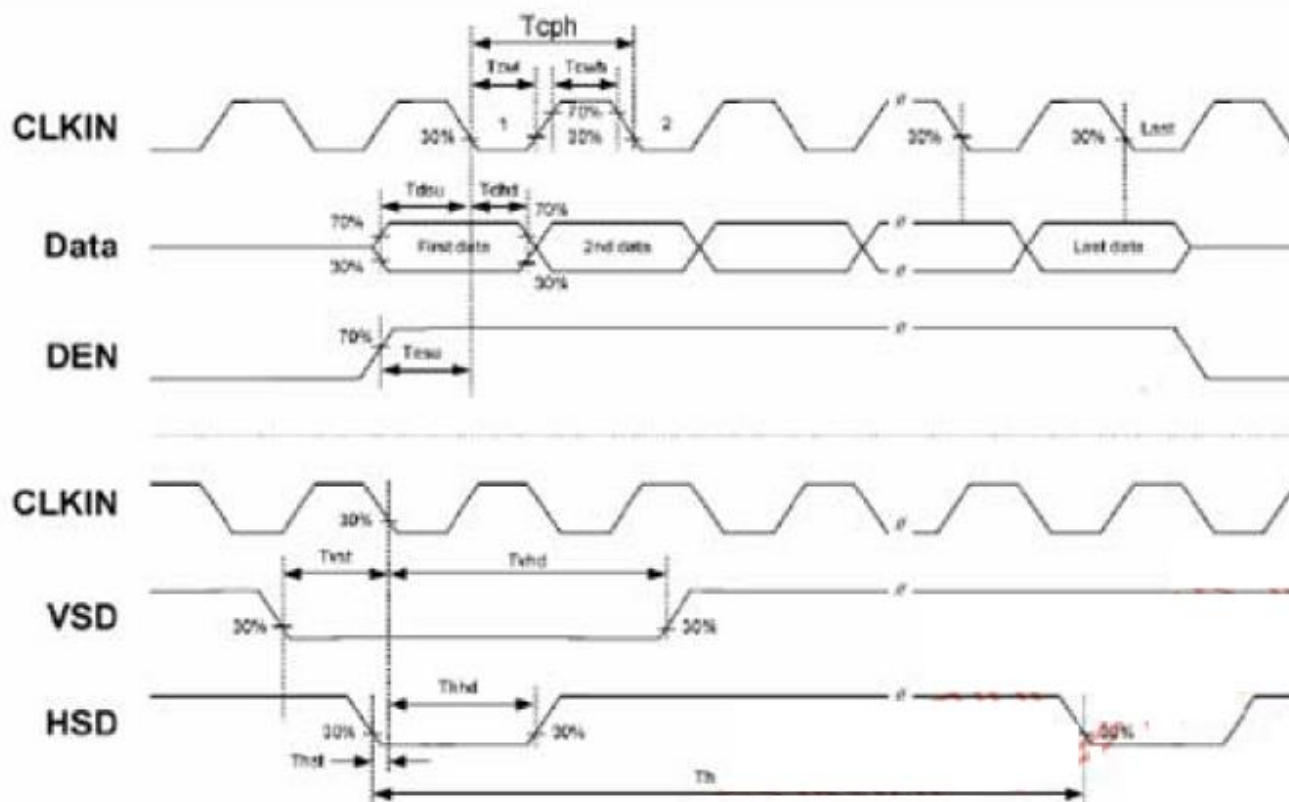 Tcph
Tcwl Tcwh
CLKIN 30% 1 70% 30% 2 30% 30% Last
Tdsu Tdhd
70% 70%
Data First data 2nd data Last data
30% 30%
DEN 70%
Tesu
CLKIN 30%
Tvst Tvhd
VSD 30% 30%
Thhd
HSD 30% 30% 30%
Thst
Th